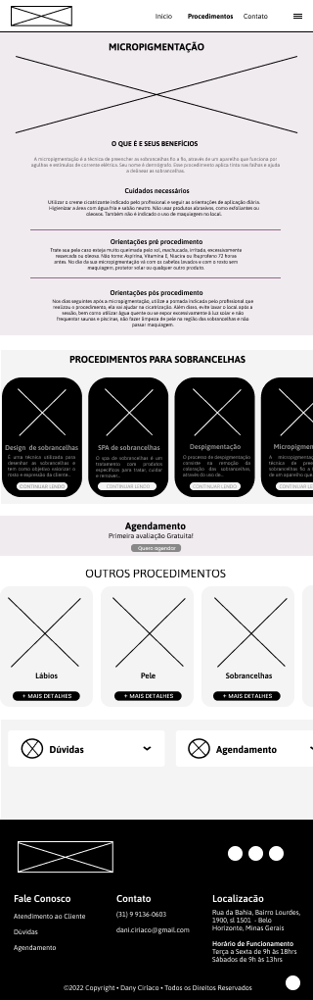 Início Procedimentos Contato
MICROPIGMENTAÇÃO
O QUE É E SEUS BENEFÍCIOS
A micropigmentação é a técnica de preencher as sobrancelhas fio a fio, através de um aparelho que funciona por
agulhas e estímulos de corrente elétrica. Seu nome é dermógrafo. Esse procedimento aplica tinta nas falhas e ajuda
a delinear as sobrancelhas.
Cuidados necessários
Utilizar o creme cicatrizante indicado pelo profissional e seguir as orientações de aplicação diária.
Higienizar a área com água fria e sabão neutro. Não usar produtos abrasivos, como esfoliantes ou
oleosos. Também não é indicado o uso de maquiagem no local.
Orientações pré procedimento
Trate sua pele caso esteja muito queimada pelo sol, machucada, irritada, excessivamente
ressecada ou oleosa. Não tome Aspirina, Vitamina E, Niacina ou Ibuprofeno 72 horas
antes. No dia da sua micropigmentação vá com os cabelos lavados e com o rosto sem
maquiagem, protetor solar ou qualquer outro produto.
Orientações pós procedimento
Nos dias seguintes após a micropigmentação, utilize a pomada indicada pelo profissional que
realizou o procedimento, ela vai ajudar na cicatrização. Além disso, evite lavar o local após a
sessão, bem como utilizar água quente ou se expor excessivamente à luz solar e não
frequentar saunas e piscinas, não fazer limpeza de pele na região das sobrancelhas e não
passar maquiagem.
PROCEDIMENTOS PARA SOBRANCELHAS
Design de sobrancelhas
É uma técnica utilizada para
desenhar as sobrancelhas e
tem como objetivo valorizar o
rosto e expressão da cliente...
CONTINUAR LENDO
SPA de sobrancelhas
O spa de sobrancelhas é um
tratamento com produtos
específicos para tratar, cuidar
e remover...
CONTINUAR LENDO
Despigmentação
O processo de despigmentação
consiste na remoção da
coloração das sobrancelhas,
através do uso de...
CONTINUAR LENDO
Micropigmen
A micropigmenta
técnica de preenc
sobrancelhas fio a
de um aparelho que
CONTINUAR LE
Agendamento
Primeira avaliação Gratuita!
Quero agendar
OUTROS PROCEDIMENTOS
Lábios
+ MAIS DETALHES
Pele
+ MAIS DETALHES
Sobrancelhas
+ MAIS DETALHES
Dúvidas
Agendamento
Fale Conosco
Atendimento ao Cliente
Dúvidas
Agendamento
Contato
(31) 9 9136-0603
dani.ciriaco@gmail.com
Localização
Rua da Bahia, Bairro Lourdes,
1900, sl 1501 - Belo
Horizonte, Minas Gerais
Horário de Funcionamento
Terça a Sexta de 9h às 18hrs
Sábados de 9h às 13hrs
©2022 Copyright • Dany Ciriaco • Todos os Direitos Reservados